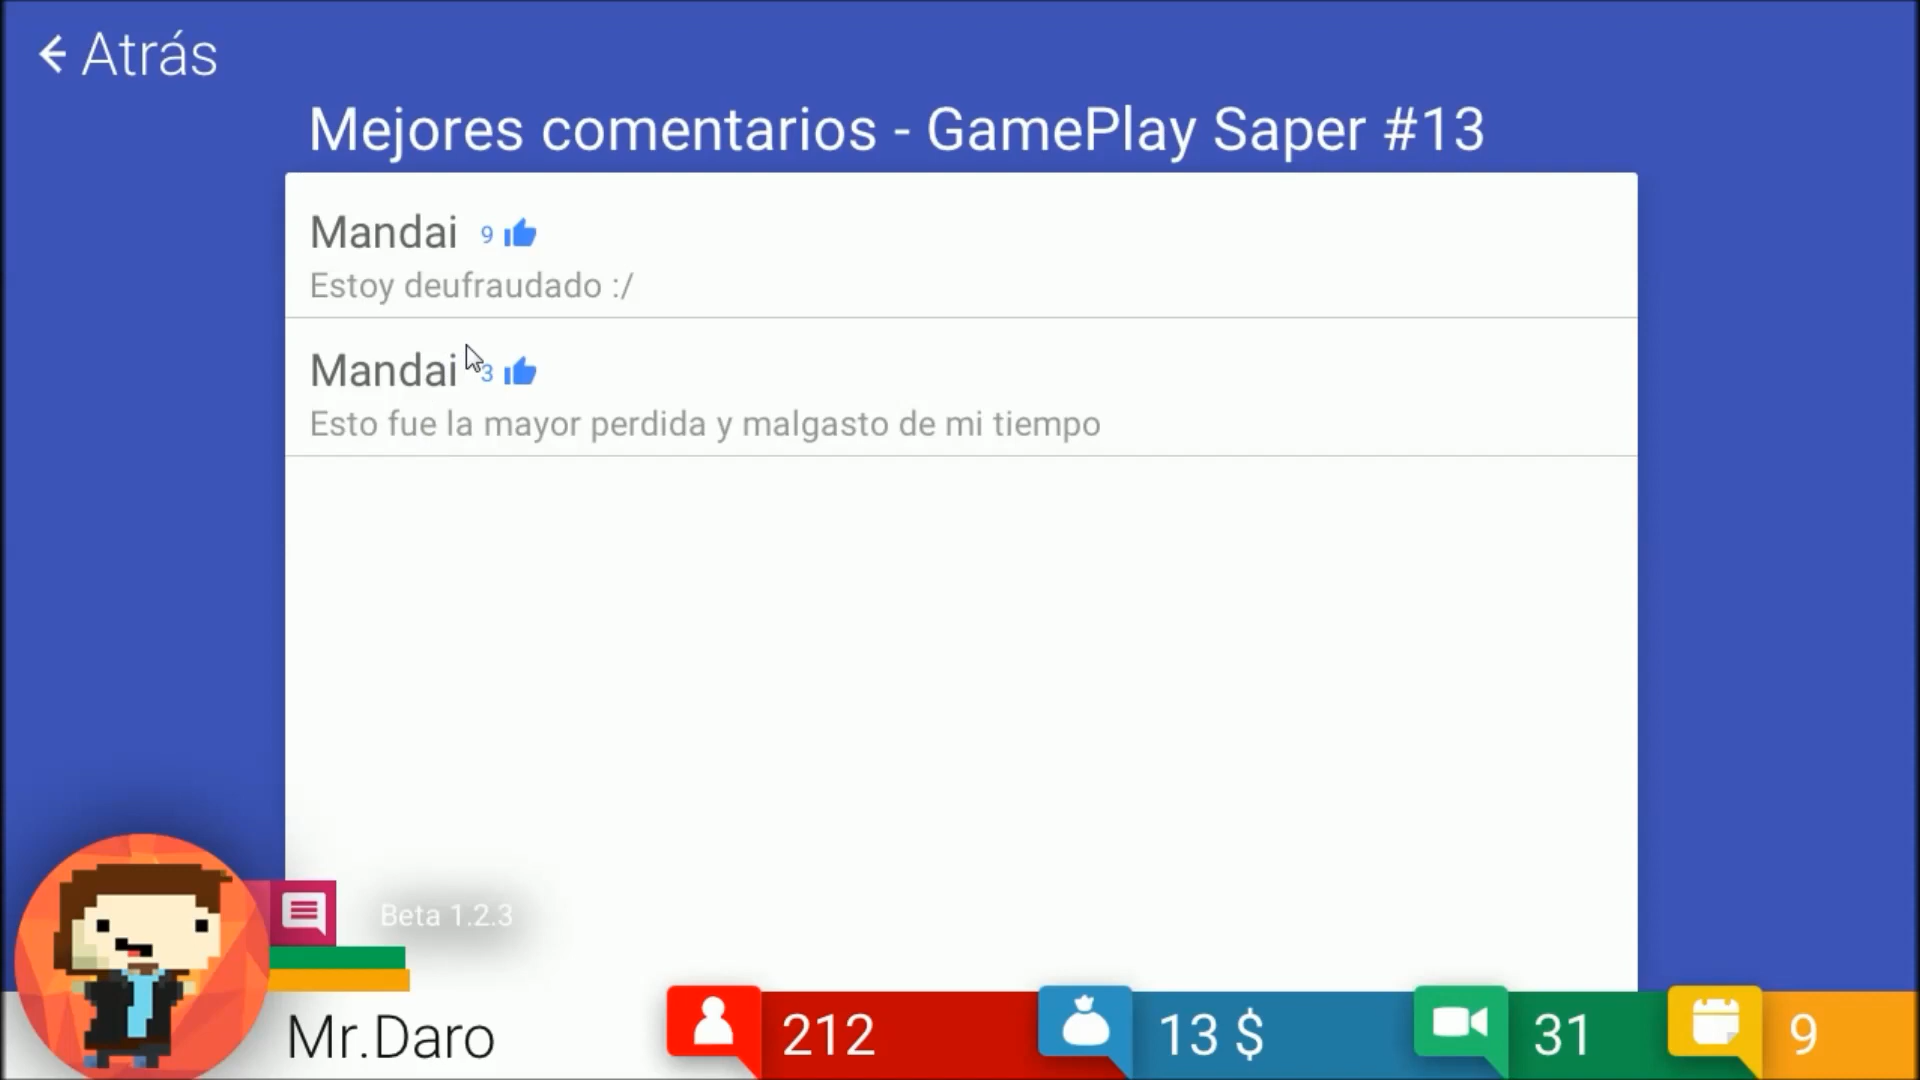 Atrás
Mejores comentarios - GamePlay Saper #13
Mandai 9
Estoy deufraudado :/
Mandai 3
Esto fue la mayor perdida y malgasto de mi tiempo
Beta 1.2.3
Mr.Daro 212 13 $ 31 9